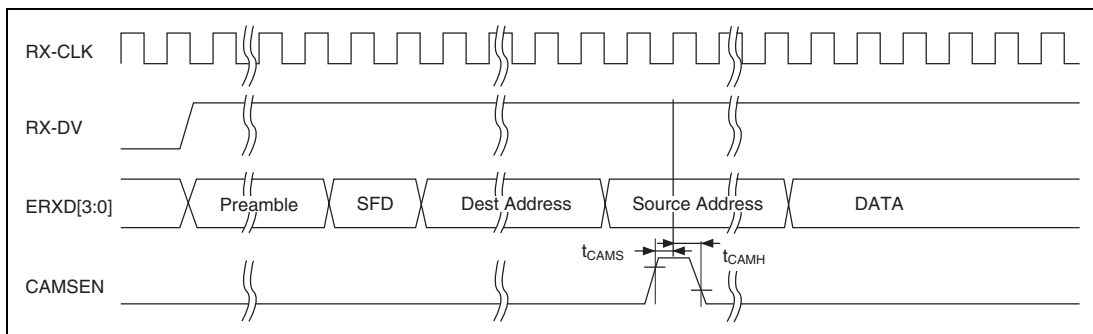 RX-CLK
RX-DV
ERXD[3:0] Preamble SFD Dest Address Source Address DATA
tCAMS tCAMH
CAMSEN